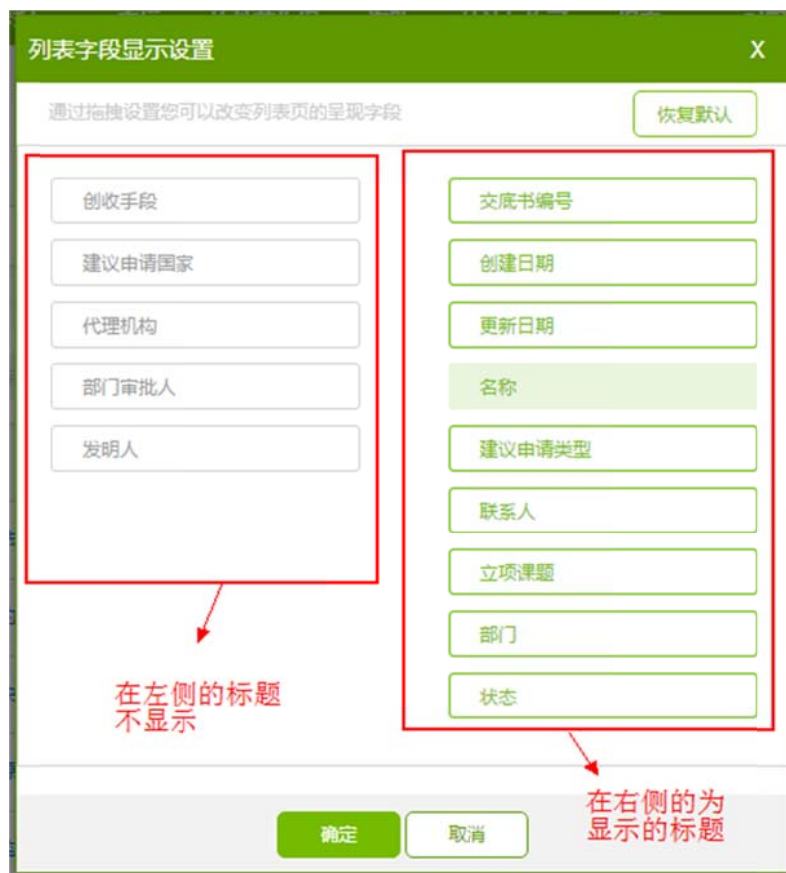 列表字段显示设置
X
通过拖拽设置您可以改变列表页的呈现字段
恢复默认
创收手段
建议申请国家
代理机构
部门审批人
发明人
交底书编号
创建日期
更新日期
名称
建议申请类型
联系人
立项课题
部门
状态
在左侧的标题
不显示
在右侧的为
显示的标题
确定
取消